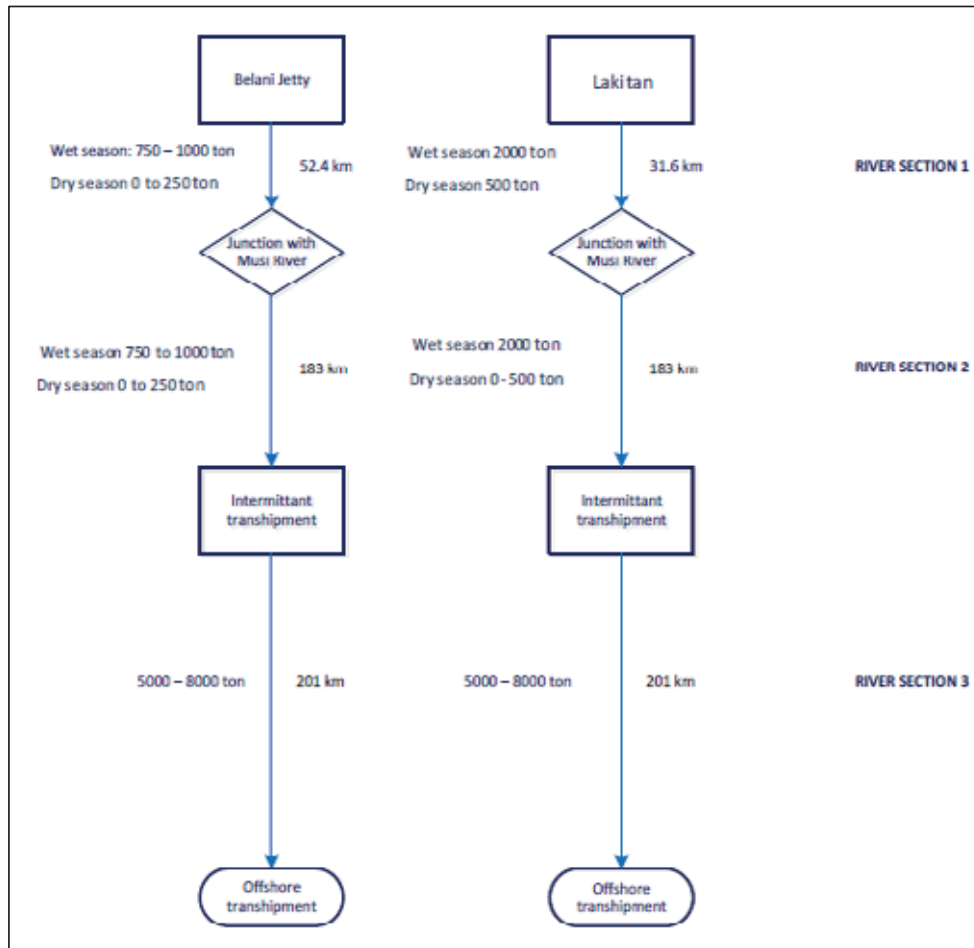 Belani Jetty
Lakitan
Wet season: 750 – 1000 ton
Dry season 0 to 250 ton
52.4 km
Wet season 2000 ton
Dry season 500 ton
31.6 km
RIVER SECTION 1
Junction with
Musi River
Junction with
Musi River
Wet season 750 to 1000 ton
Dry season 0 to 250 ton
183 km
Wet season 2000 ton
Dry season 0 - 500 ton
183 km
RIVER SECTION 2
Intermittant
transhipment
Intermittant
transhipment
5000 – 8000 ton
201 km
5000 – 8000 ton
201 km
RIVER SECTION 3
Offshore
transhipment
Offshore
transhipment